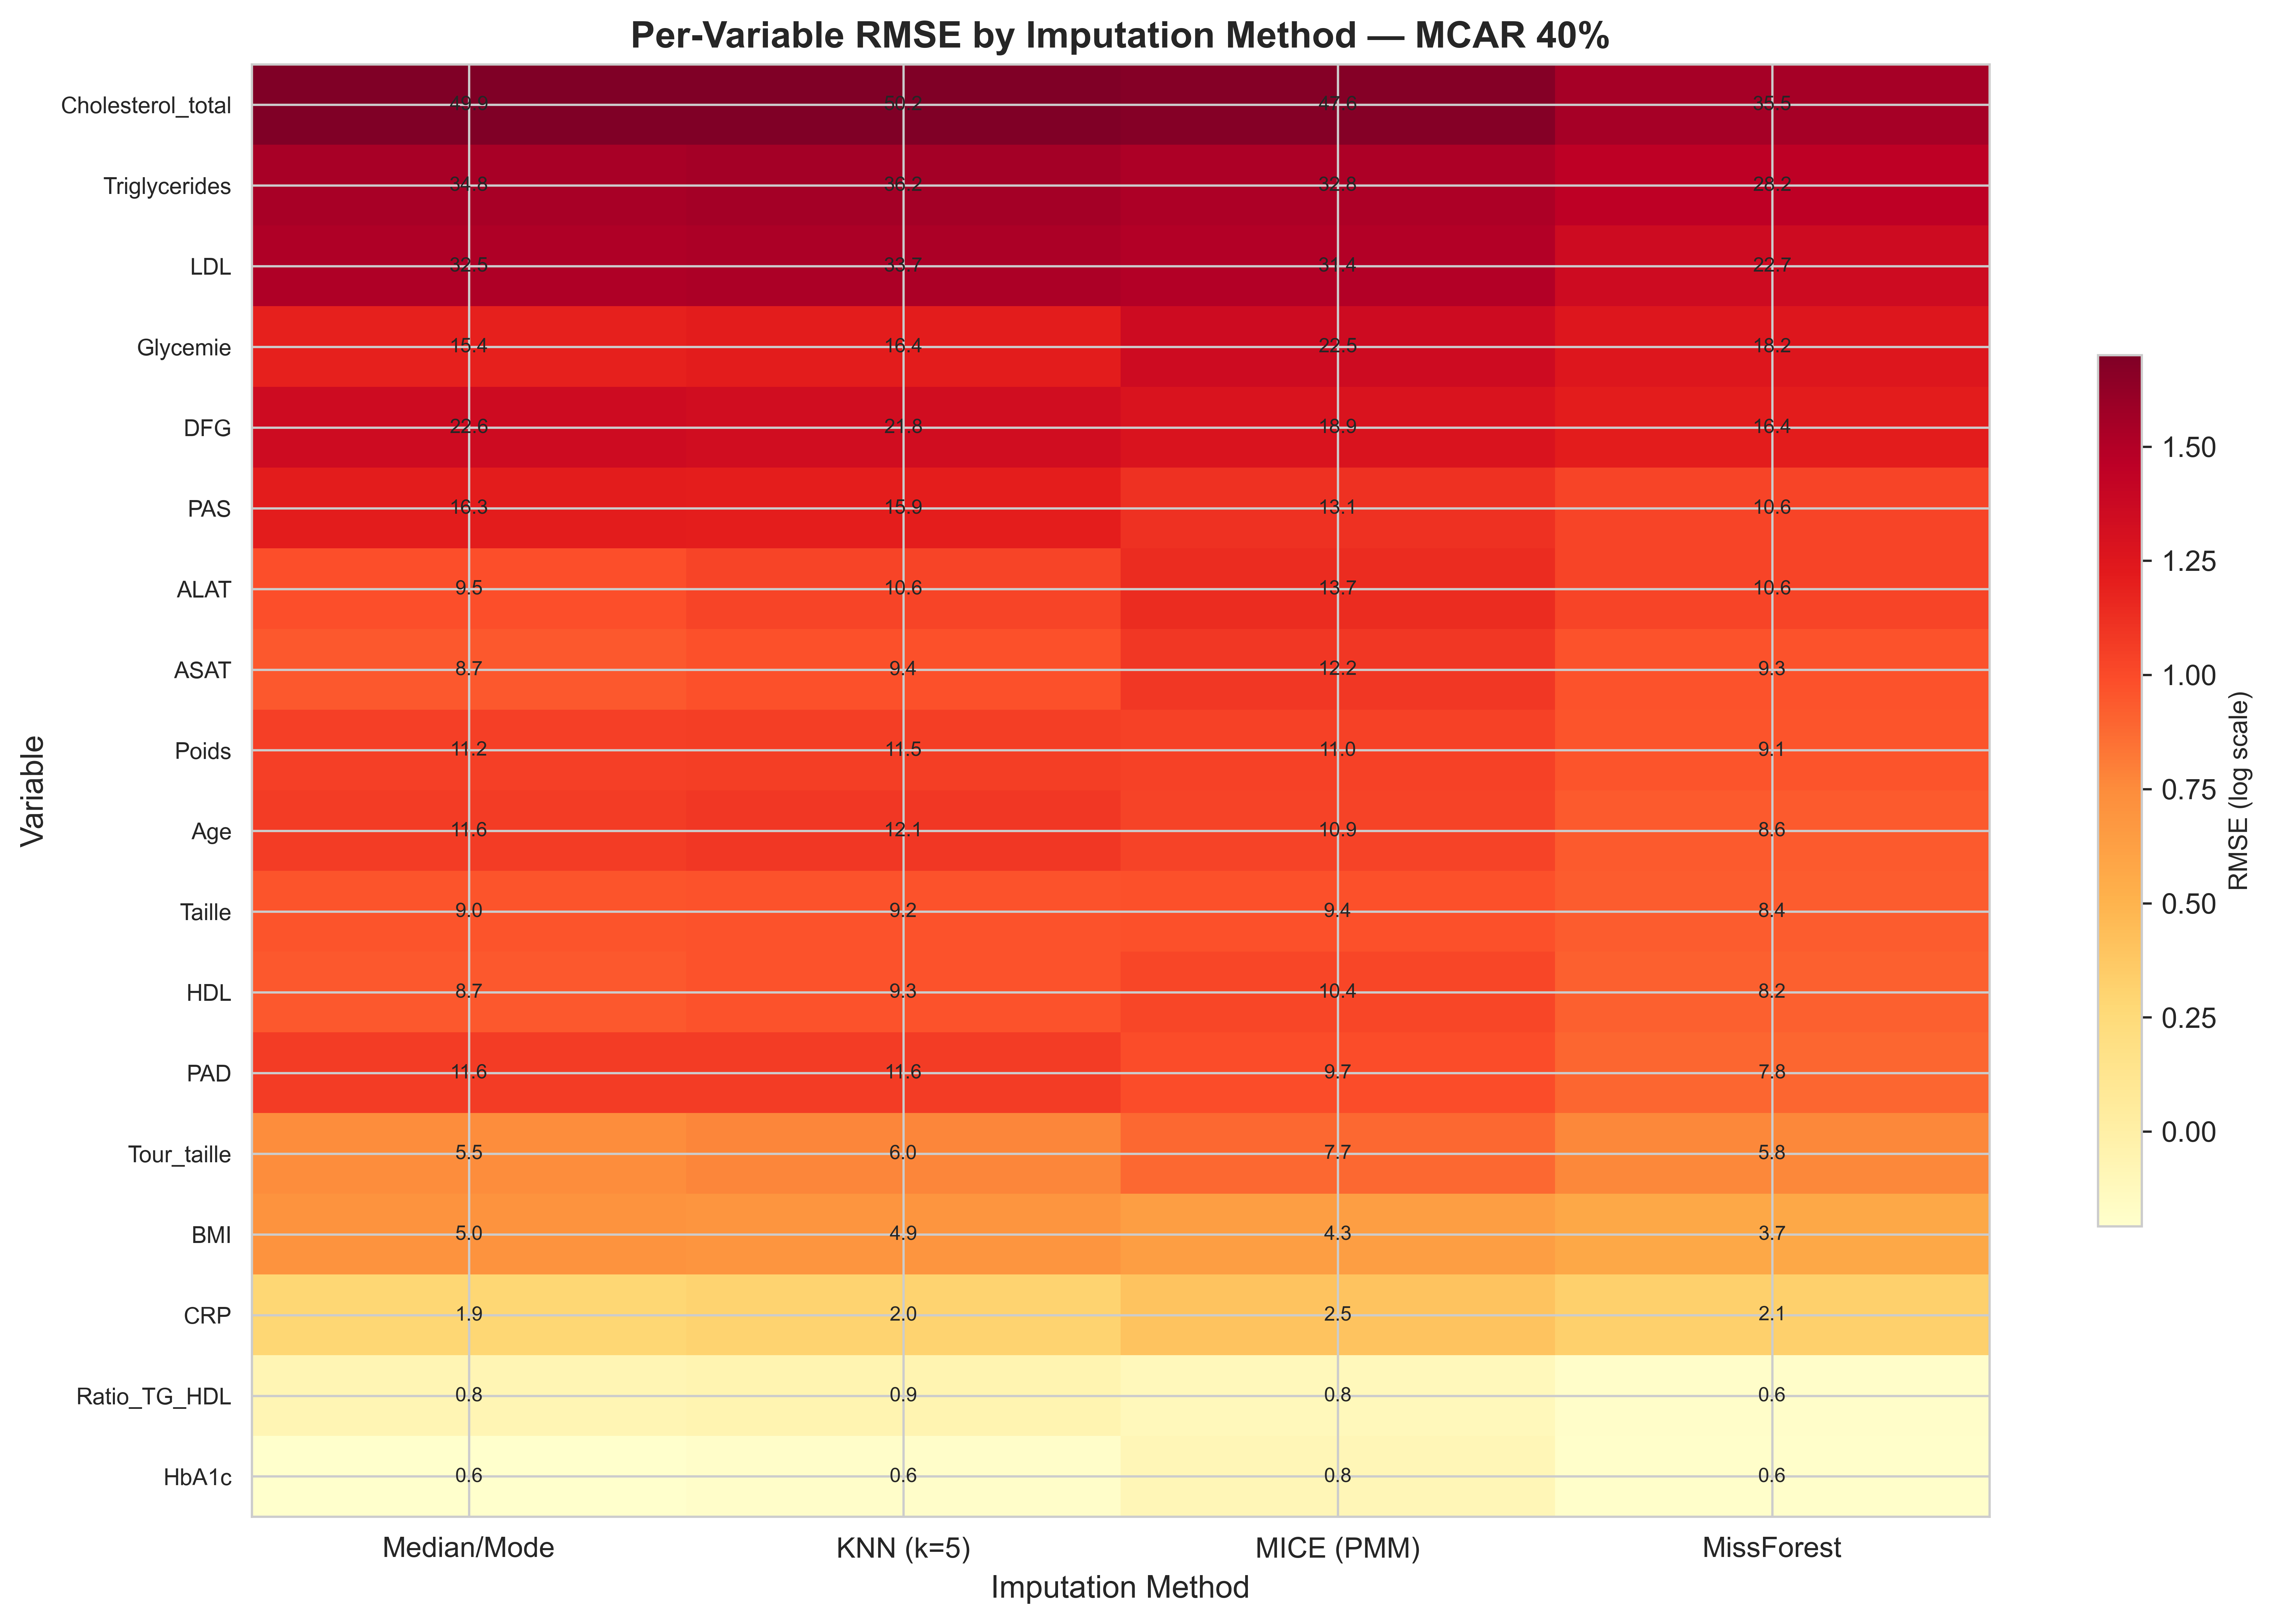 Per-Variable RMSE by Imputation Method — MCAR 40%
Variable
Cholesterol_total 49.9 50.2 47.6 35.5
Triglycerides 34.8 36.2 32.8 28.2
LDL 32.5 33.7 31.4 22.7
Glycemie 15.4 16.4 22.5 18.2
DFG 22.6 21.8 18.9 16.4
PAS 16.3 15.9 13.1 10.6
ALAT 9.5 10.6 13.7 10.6
ASAT 8.7 9.4 12.2 9.3
Poids 11.2 11.5 11.0 9.1
Age 11.6 12.1 10.9 8.6
Taille 9.0 9.2 9.4 8.4
HDL 8.7 9.3 10.4 8.2
PAD 11.6 11.6 9.7 7.8
Tour_taille 5.5 6.0 7.7 5.8
BMI 5.0 4.9 4.3 3.7
CRP 1.9 2.0 2.5 2.1
Ratio_TG_HDL 0.8 0.9 0.8 0.6
HbA1c 0.6 0.6 0.8 0.6
Median/Mode KNN (k=5) MICE (PMM) MissForest
Imputation Method
1.50
1.25
1.00
0.75
0.50
0.25
0.00
RMSE (log scale)